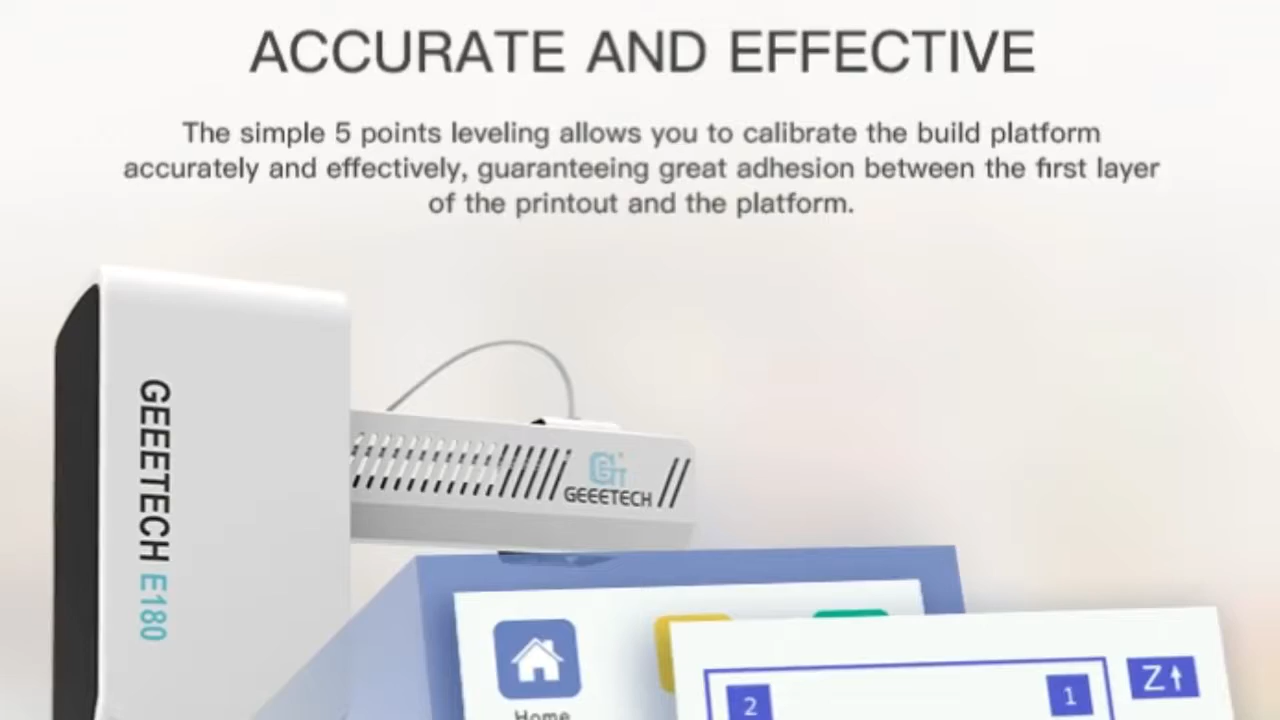 ACCURATE AND EFFECTIVE
The simple 5 points leveling allows you to calibrate the build platform
accurately and effectively, guaranteeing great adhesion between the first layer
of the printout and the platform.
GEEETECH E180
GEEETECH
Home
2
1
Z↑